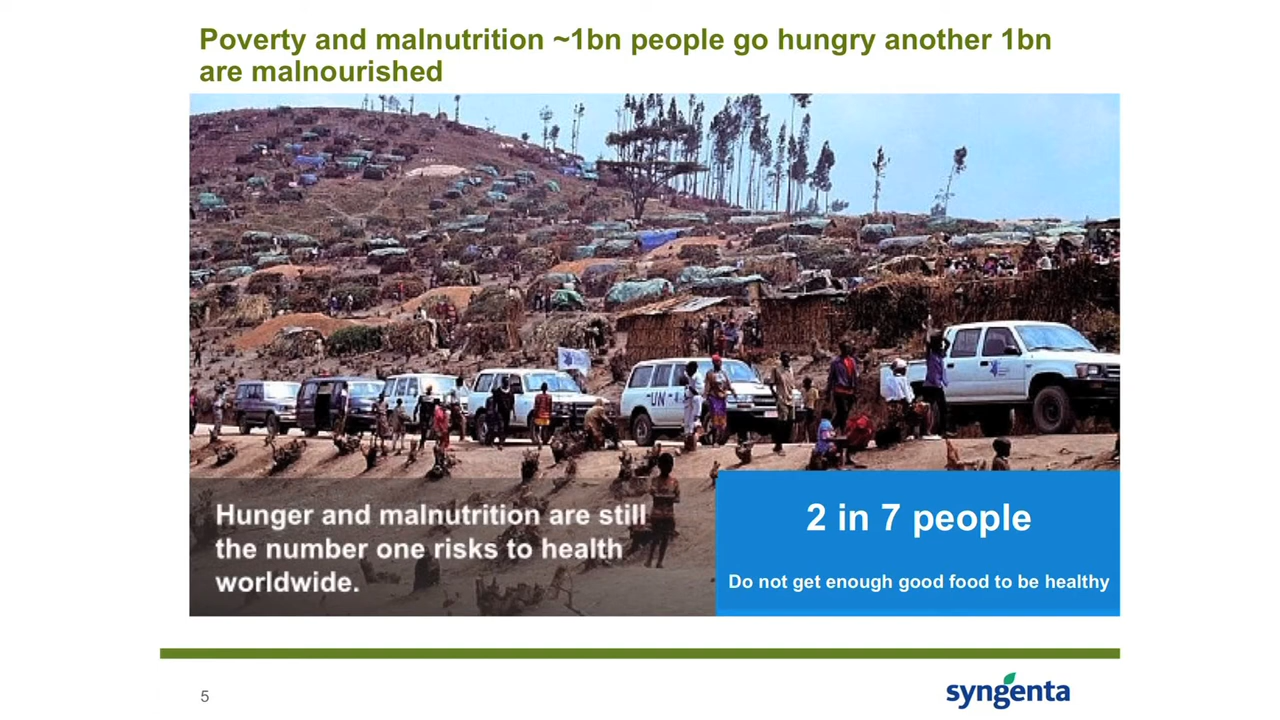 Poverty and malnutrition ~1bn people go hungry another 1bn
are malnourished
UN
Hunger and malnutrition are still
the number one risks to health
worldwide.
2 in 7 people
Do not get enough good food to be healthy
5
syngenta